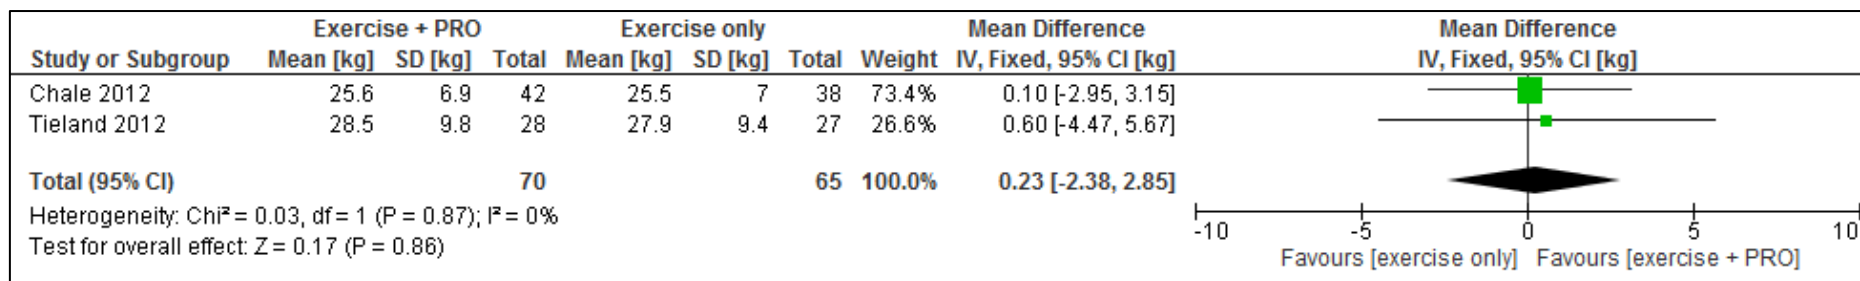 Exercise + PRO Exercise only Mean Difference Mean Difference
Study or Subgroup Mean [kg] SD [kg] Total Mean [kg] SD [kg] Total Weight IV, Fixed, 95% CI [kg] IV, Fixed, 95% CI [kg]
Chale 2012 25.6 6.9 42 25.5 7 38 73.4% 0.10 [-2.95, 3.15]
Tieland 2012 28.5 9.8 28 27.9 9.4 27 26.6% 0.60 [-4.47, 5.67]
Total (95% CI) 70 65 100.0% 0.23 [-2.38, 2.85]
Heterogeneity: Chi² = 0.03, df = 1 (P = 0.87); I² = 0%
Test for overall effect: Z = 0.17 (P = 0.86)
-10 -5 0 5 10
Favours [exercise only] Favours [exercise + PRO]